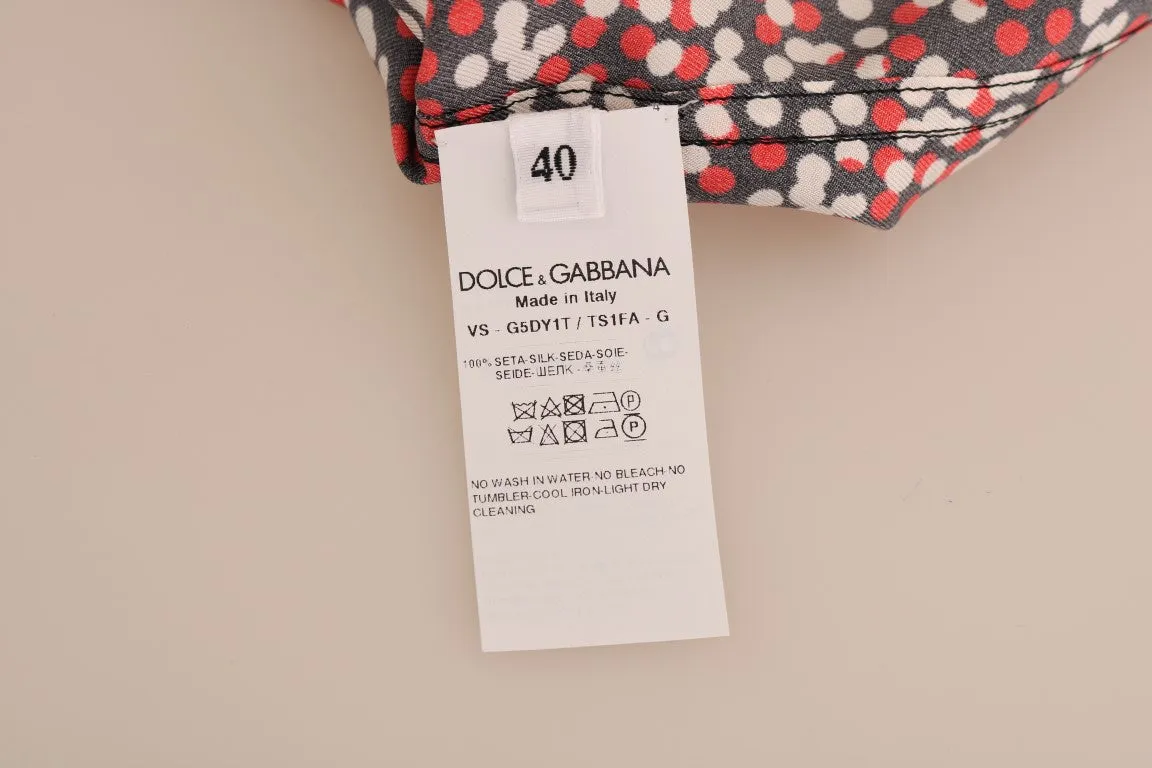 40
DOLCE & GABBANA
Made in Italy
VS - G5DY1T / TS1FA - G
100% SETA-SILK-SEDA-SOIE-
SEIDE-ШЕЛК -
P
P
NO WASH IN WATER-NO BLEACH-NO
TUMBLER-COOL IRON-LIGHT DRY
CLEANING